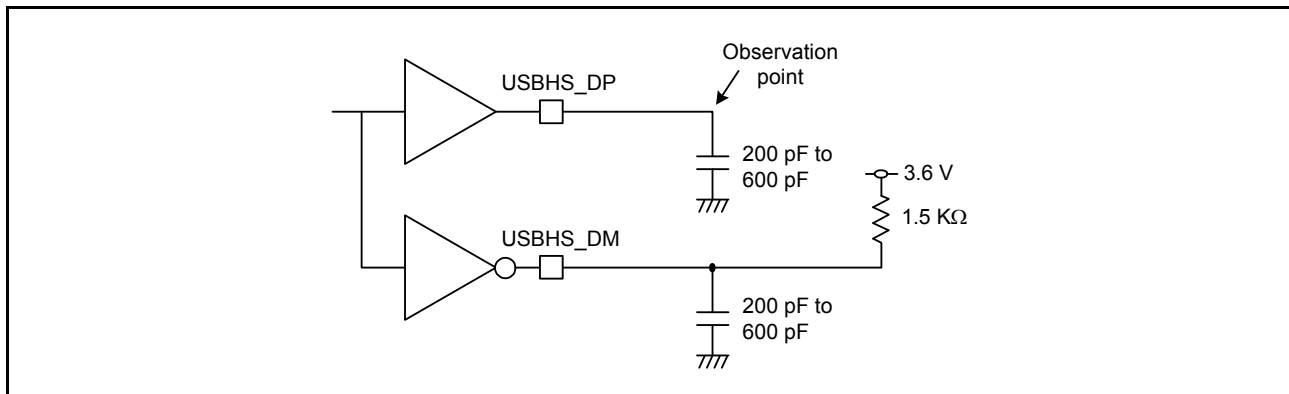 Observation
point
USBHS_DP
200 pF to
600 pF
3.6 V
1.5 KΩ
USBHS_DM
200 pF to
600 pF